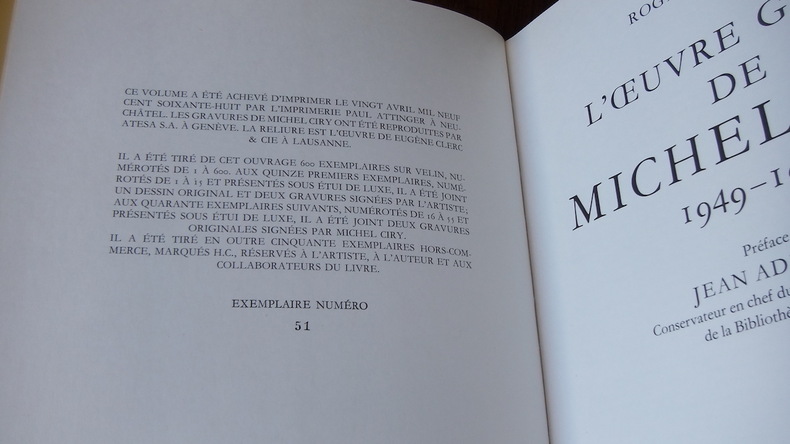 CE VOLUME A ÉTÉ ACHEVÉ D'IMPRIMER LE VINGT AVRIL MIL NEUF
CENT SOIXANTE-HUIT PAR L'IMPRIMERIE PAUL ATTINGER À NEU-
CHÂTEL. LES GRAVURES DE MICHEL CIRY ONT ÉTÉ REPRODUITES PAR
ATESA S.A. À GENÈVE. LA RELIURE EST L'ŒUVRE DE EUGÈNE CLERC
& CIE À LAUSANNE.
IL A ÉTÉ TIRÉ DE CET OUVRAGE 600 EXEMPLAIRES SUR VELIN, NU-
MÉROTÉS DE 1 À 600. AUX QUINZE PREMIERS EXEMPLAIRES, NUMÉ-
ROTÉS DE 1 À 15 ET PRÉSENTÉS SOUS ÉTUI DE LUXE, IL A ÉTÉ JOINT
UN DESSIN ORIGINAL ET DEUX GRAVURES SIGNÉES PAR L'ARTISTE;
AUX QUARANTE EXEMPLAIRES SUIVANTS, NUMÉROTÉS DE 16 À 55 ET
PRÉSENTÉS SOUS ÉTUI DE LUXE, IL A ÉTÉ JOINT DEUX GRAVURES
ORIGINALES SIGNÉES PAR MICHEL CIRY.
IL A ÉTÉ TIRÉ EN OUTRE CINQUANTE EXEMPLAIRES HORS-COM-
MERCE, MARQUÉS H.C., RÉSERVÉS À L'ARTISTE, À L'AUTEUR ET AUX
COLLABORATEURS DU LIVRE.
EXEMPLAIRE NUMÉRO
51
ROG
L'ŒUVRE G
DE
MICHEL
1949-1
Préface
JEAN AD
Conservateur en chef du
de la Bibliothè